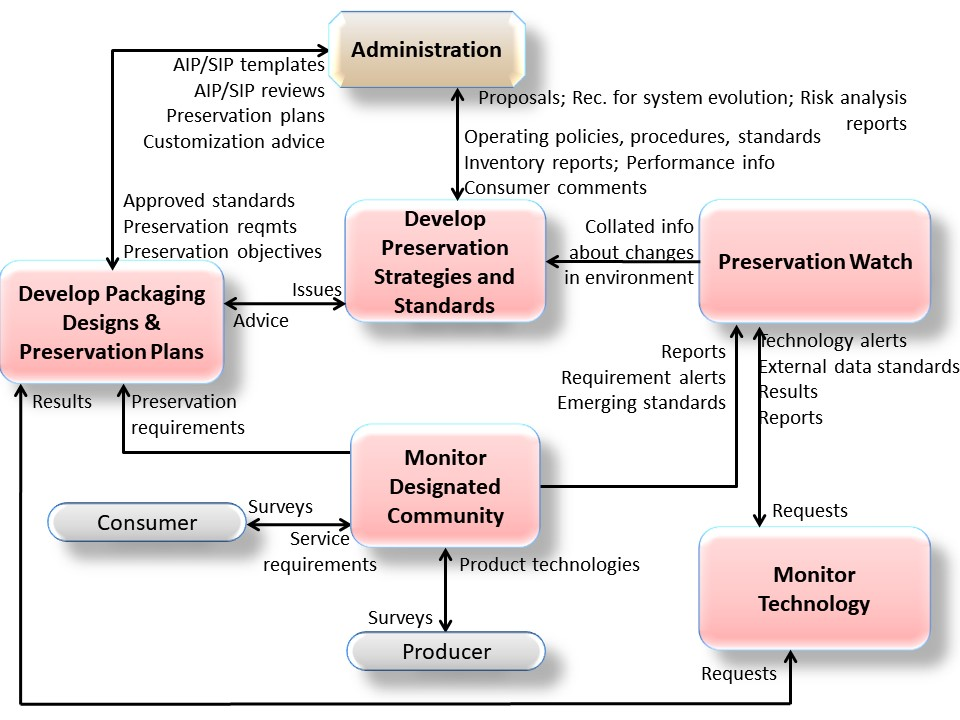 Administration
AIP/SIP templates
AIP/SIP reviews
Preservation plans
Customization advice
Proposals; Rec. for system evolution; Risk analysis
reports
Operating policies, procedures, standards
Inventory reports; Performance info
Consumer comments
Approved standards
Preservation reqmts
Preservation objectives
Develop
Preservation
Strategies and
Standards
Collated info
about changes
in environment
Preservation Watch
Develop Packaging
Designs &
Preservation Plans
Issues
Advice
Technology alerts
External data standards
Results
Reports
Reports
Requirement alerts
Emerging standards
Results
Preservation
requirements
Monitor
Designated
Community
Consumer
Surveys
Service
requirements
Requests
Product technologies
Monitor
Technology
Surveys
Producer
Requests